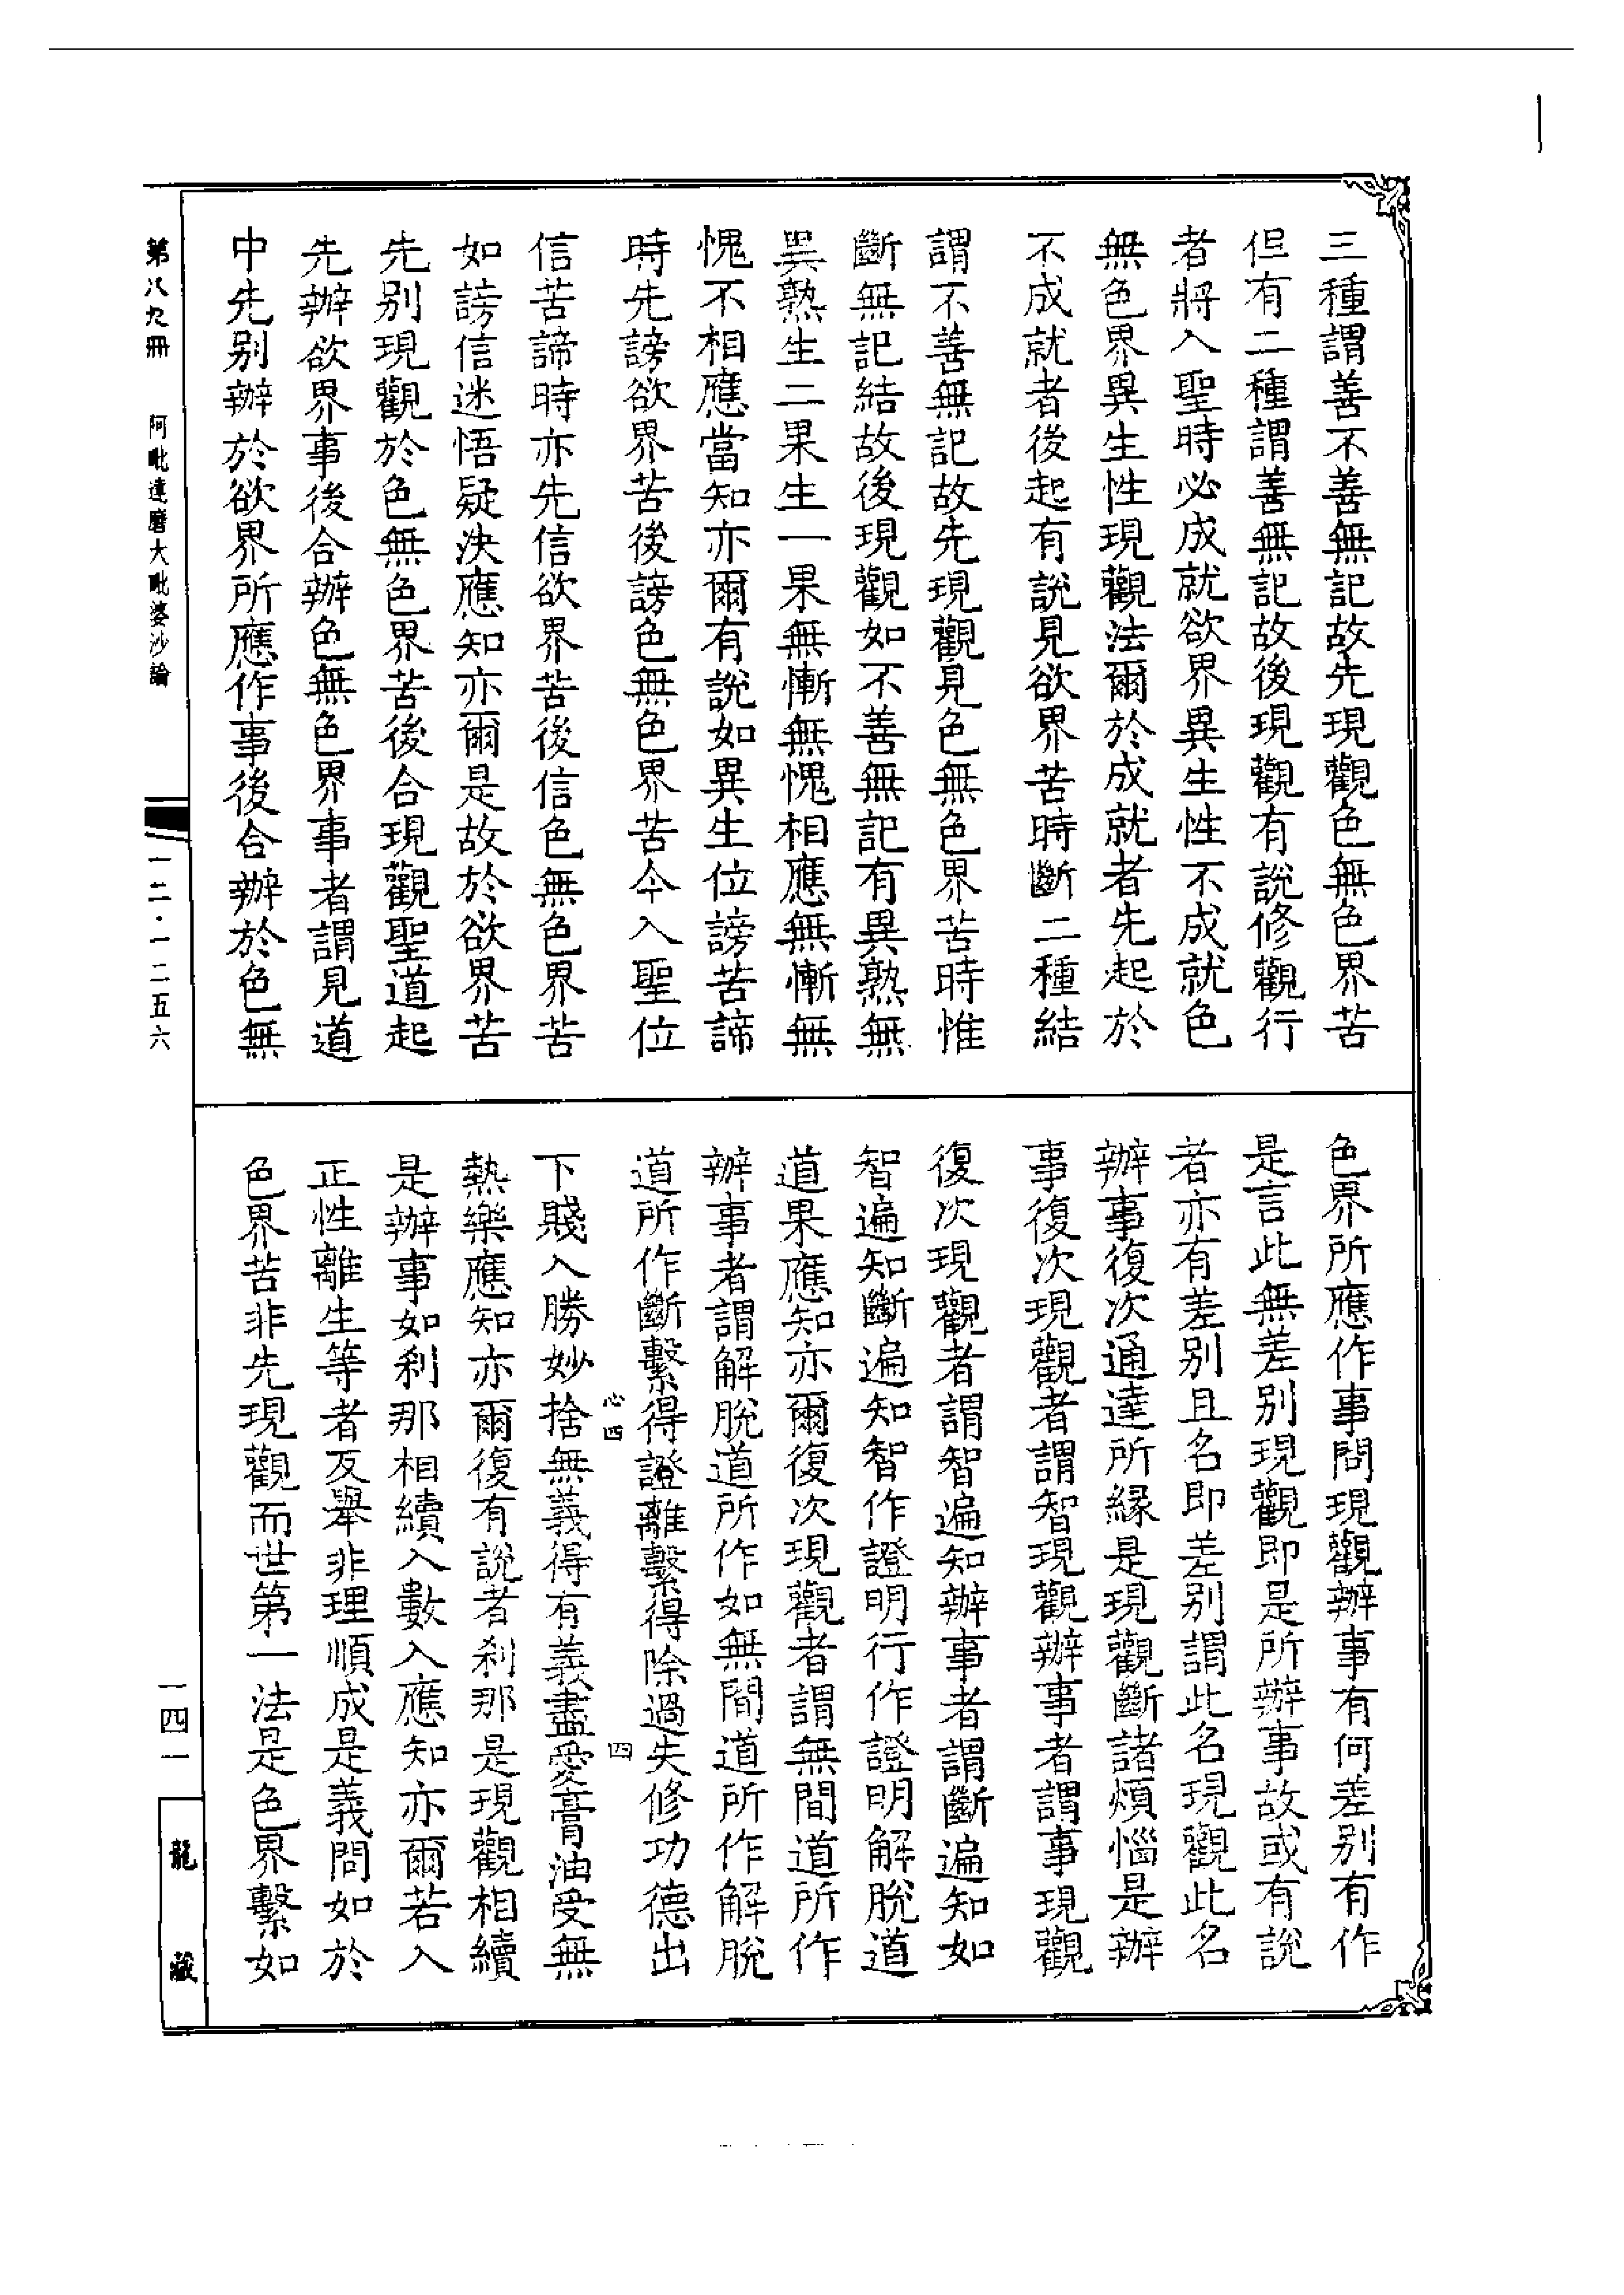 三種謂善不善無記故先現觀色無色界苦
但有二種謂善無記故後現觀有說修觀行
者將入聖時必成就欲界異生性不成就色
無色界異生性現觀法爾於成就者先起於
不成就者後起有說見欲界苦時斷二種結
謂不善無記故先現觀見色無色界苦時惟
斷無記結故後現觀如不善無記有異熟無
異熟生二果生一果無慚無愧相應無慚無
愧不相應當知亦爾有說如異生位謗苦諦
時先謗欲界苦後謗色無色界苦今入聖位
信苦諦時亦先信欲界苦後信色無色界苦
如謗信迷悟疑決應知亦爾是故於欲界苦
先別現觀於色無色界苦後合現觀聖道起
先辦欲界事後合辦色無色界事者謂見道
中先別辦於欲界所應作事後合辦於色無
色界所應作事問現觀辦事有何差別有作
是言此無差別現觀即是所辦事故或有說
者亦有差別且名即差別謂此名現觀此名
辦事復次通達所緣是現觀斷諸煩惱是辦
事復次現觀者謂智現觀辦事者謂事現觀
復次現觀者謂智遍知辦事者謂斷遍知如
智遍知斷遍知智作證明行作證明解脫道
道果應知亦爾復次現觀者謂無間道所作
辦事者謂解脫道所作如無間道所作解脫
道所作斷繫得證離繫得除過失修功德出
下賤入勝妙捨無義得有義盡愛膏油受無
熱樂應知亦爾復有說者剎那是現觀相續
是辦事如剎那相續入數入應知亦爾若入
正性離生等者反舉非理順成是義問如於
色界苦非先現觀而世第一法是色界繫如
心四
四
第八九冊
阿毗達磨大毗婆沙論
一二·一二五六
一四一
龍藏